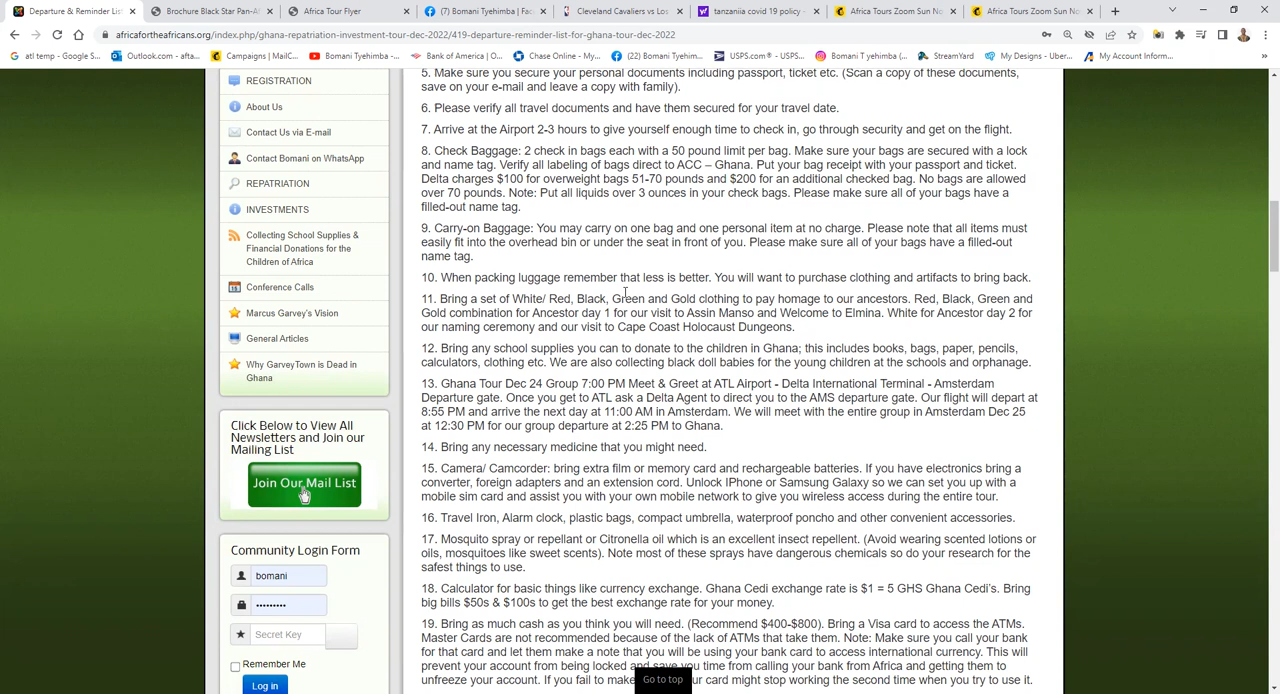 Departure & Reminder List
Brochure Black Star Pan-Af
Africa Tour Flyer
(7) Bomani Tyehimba | Fac
Cleveland Cavaliers vs Lou
tanzaniia covid 19 policy -
Africa Tours Zoom Sun No
Africa Tours Zoom Sun No
africafortheafricans.org/index.php/ghana-repatriation-investment-tour-dec-2022/419-departure-reminder-list-for-ghana-tour-dec-2022
atl temp - Google S...
Outlook.com - afta...
Campaigns | MailC...
Bomani Tyehimba -...
Bank of America | O...
Chase Online - My...
(22) Bomani Tyehim...
USPS.com® - USPS...
Bomani T yehimba (...
StreamYard
My Designs - Uber...
My Account Inform...
»
REGISTRATION
About Us
Contact Us via E-mail
Contact Bomani on WhatsApp
REPATRIATION
INVESTMENTS
Collecting School Supplies &
Financial Donations for the
Children of Africa
Conference Calls
Marcus Garvey's Vision
General Articles
Why GarveyTown is Dead in
Ghana
Click Below to View All
Newsletters and Join our
Mailing List
Join Our Mail List
Community Login Form
bomani
•••••••••
Secret Key
Remember Me
Log in
5. Make sure you secure your personal documents including passport, ticket etc. (Scan a copy of these documents,
save on your e-mail and leave a copy with family).
6. Please verify all travel documents and have them secured for your travel date.
7. Arrive at the Airport 2-3 hours to give yourself enough time to check in, go through security and get on the flight.
8. Check Baggage: 2 check in bags each with a 50 pound limit per bag. Make sure your bags are secured with a lock
and name tag. Verify all labeling of bags direct to ACC – Ghana. Put your bag receipt with your passport and ticket.
Delta charges $100 for overweight bags 51-70 pounds and $200 for an additional checked bag. No bags are allowed
over 70 pounds. Note: Put all liquids over 3 ounces in your check bags. Please make sure all of your bags have a
filled-out name tag.
9. Carry-on Baggage: You may carry on one bag and one personal item at no charge. Please note that all items must
easily fit into the overhead bin or under the seat in front of you. Please make sure all of your bags have a filled-out
name tag.
10. When packing luggage remember that less is better. You will want to purchase clothing and artifacts to bring back.
11. Bring a set of White/ Red, Black, Green and Gold clothing to pay homage to our ancestors. Red, Black, Green and
Gold combination for Ancestor day 1 for our visit to Assin Manso and Welcome to Elmina. White for Ancestor day 2 for
our naming ceremony and our visit to Cape Coast Holocaust Dungeons.
12. Bring any school supplies you can to donate to the children in Ghana; this includes books, bags, paper, pencils,
calculators, clothing etc. We are also collecting black doll babies for the young children at the schools and orphanage.
13. Ghana Tour Dec 24 Group 7:00 PM Meet & Greet at ATL Airport - Delta International Terminal - Amsterdam
Departure gate. Once you get to ATL ask a Delta Agent to direct you to the AMS departure gate. Our flight will depart at
8:55 PM and arrive the next day at 11:00 AM in Amsterdam. We will meet with the entire group in Amsterdam Dec 25
at 12:30 PM for our group departure at 2:25 PM to Ghana.
14. Bring any necessary medicine that you might need.
15. Camera/ Camcorder: bring extra film or memory card and rechargeable batteries. If you have electronics bring a
converter, foreign adapters and an extension cord. Unlock IPhone or Samsung Galaxy so we can set you up with a
mobile sim card and assist you with your own mobile network to give you wireless access during the entire tour.
16. Travel Iron, Alarm clock, plastic bags, compact umbrella, waterproof poncho and other convenient accessories.
17. Mosquito spray or repellant or Citronella oil which is an excellent insect repellent. (Avoid wearing scented lotions or
oils, mosquitoes like sweet scents). Note most of these sprays have dangerous chemicals so do your research for the
safest things to use.
18. Calculator for basic things like currency exchange. Ghana Cedi exchange rate is $1 = 5 GHS Ghana Cedi's. Bring
big bills $50s & $100s to get the best exchange rate for your money.
19. Bring as much cash as you think you will need. (Recommend $400-$800). Bring a Visa card to access the ATMs.
Master Cards are not recommended because of the lack of ATMs that take them. Note: Make sure you call your bank
for that card and let them make a note that you will be using your bank card to access international currency. This will
prevent your account from being locked and save you time from calling your bank from Africa and getting them to
unfreeze your account. If you fail to make ur card might stop working the second time when you try to use it.
Go to top